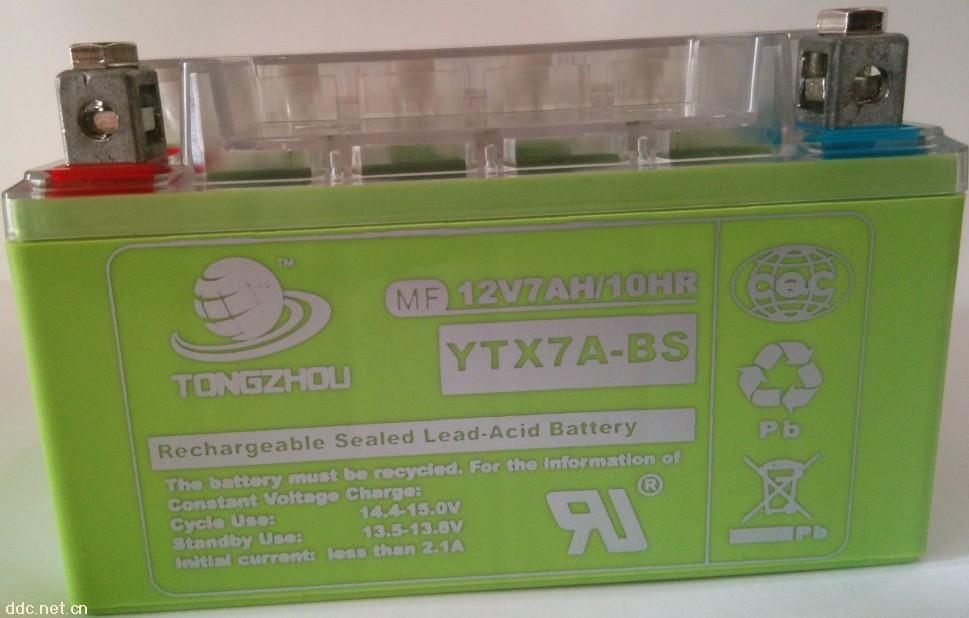 TONGZHOU
TM
MF 12V7AH/10HR
YTX7A-BS
Rechargeable Sealed Lead-Acid Battery
The battery must be recycled. For the information of
Constant Voltage Charge:
Cycle Use: 14.4-15.0V
Standby Use: 13.5-13.8V
Initial current: less than 2.1A
RU®
CQC
Pb
Pb
ddc.net.cn